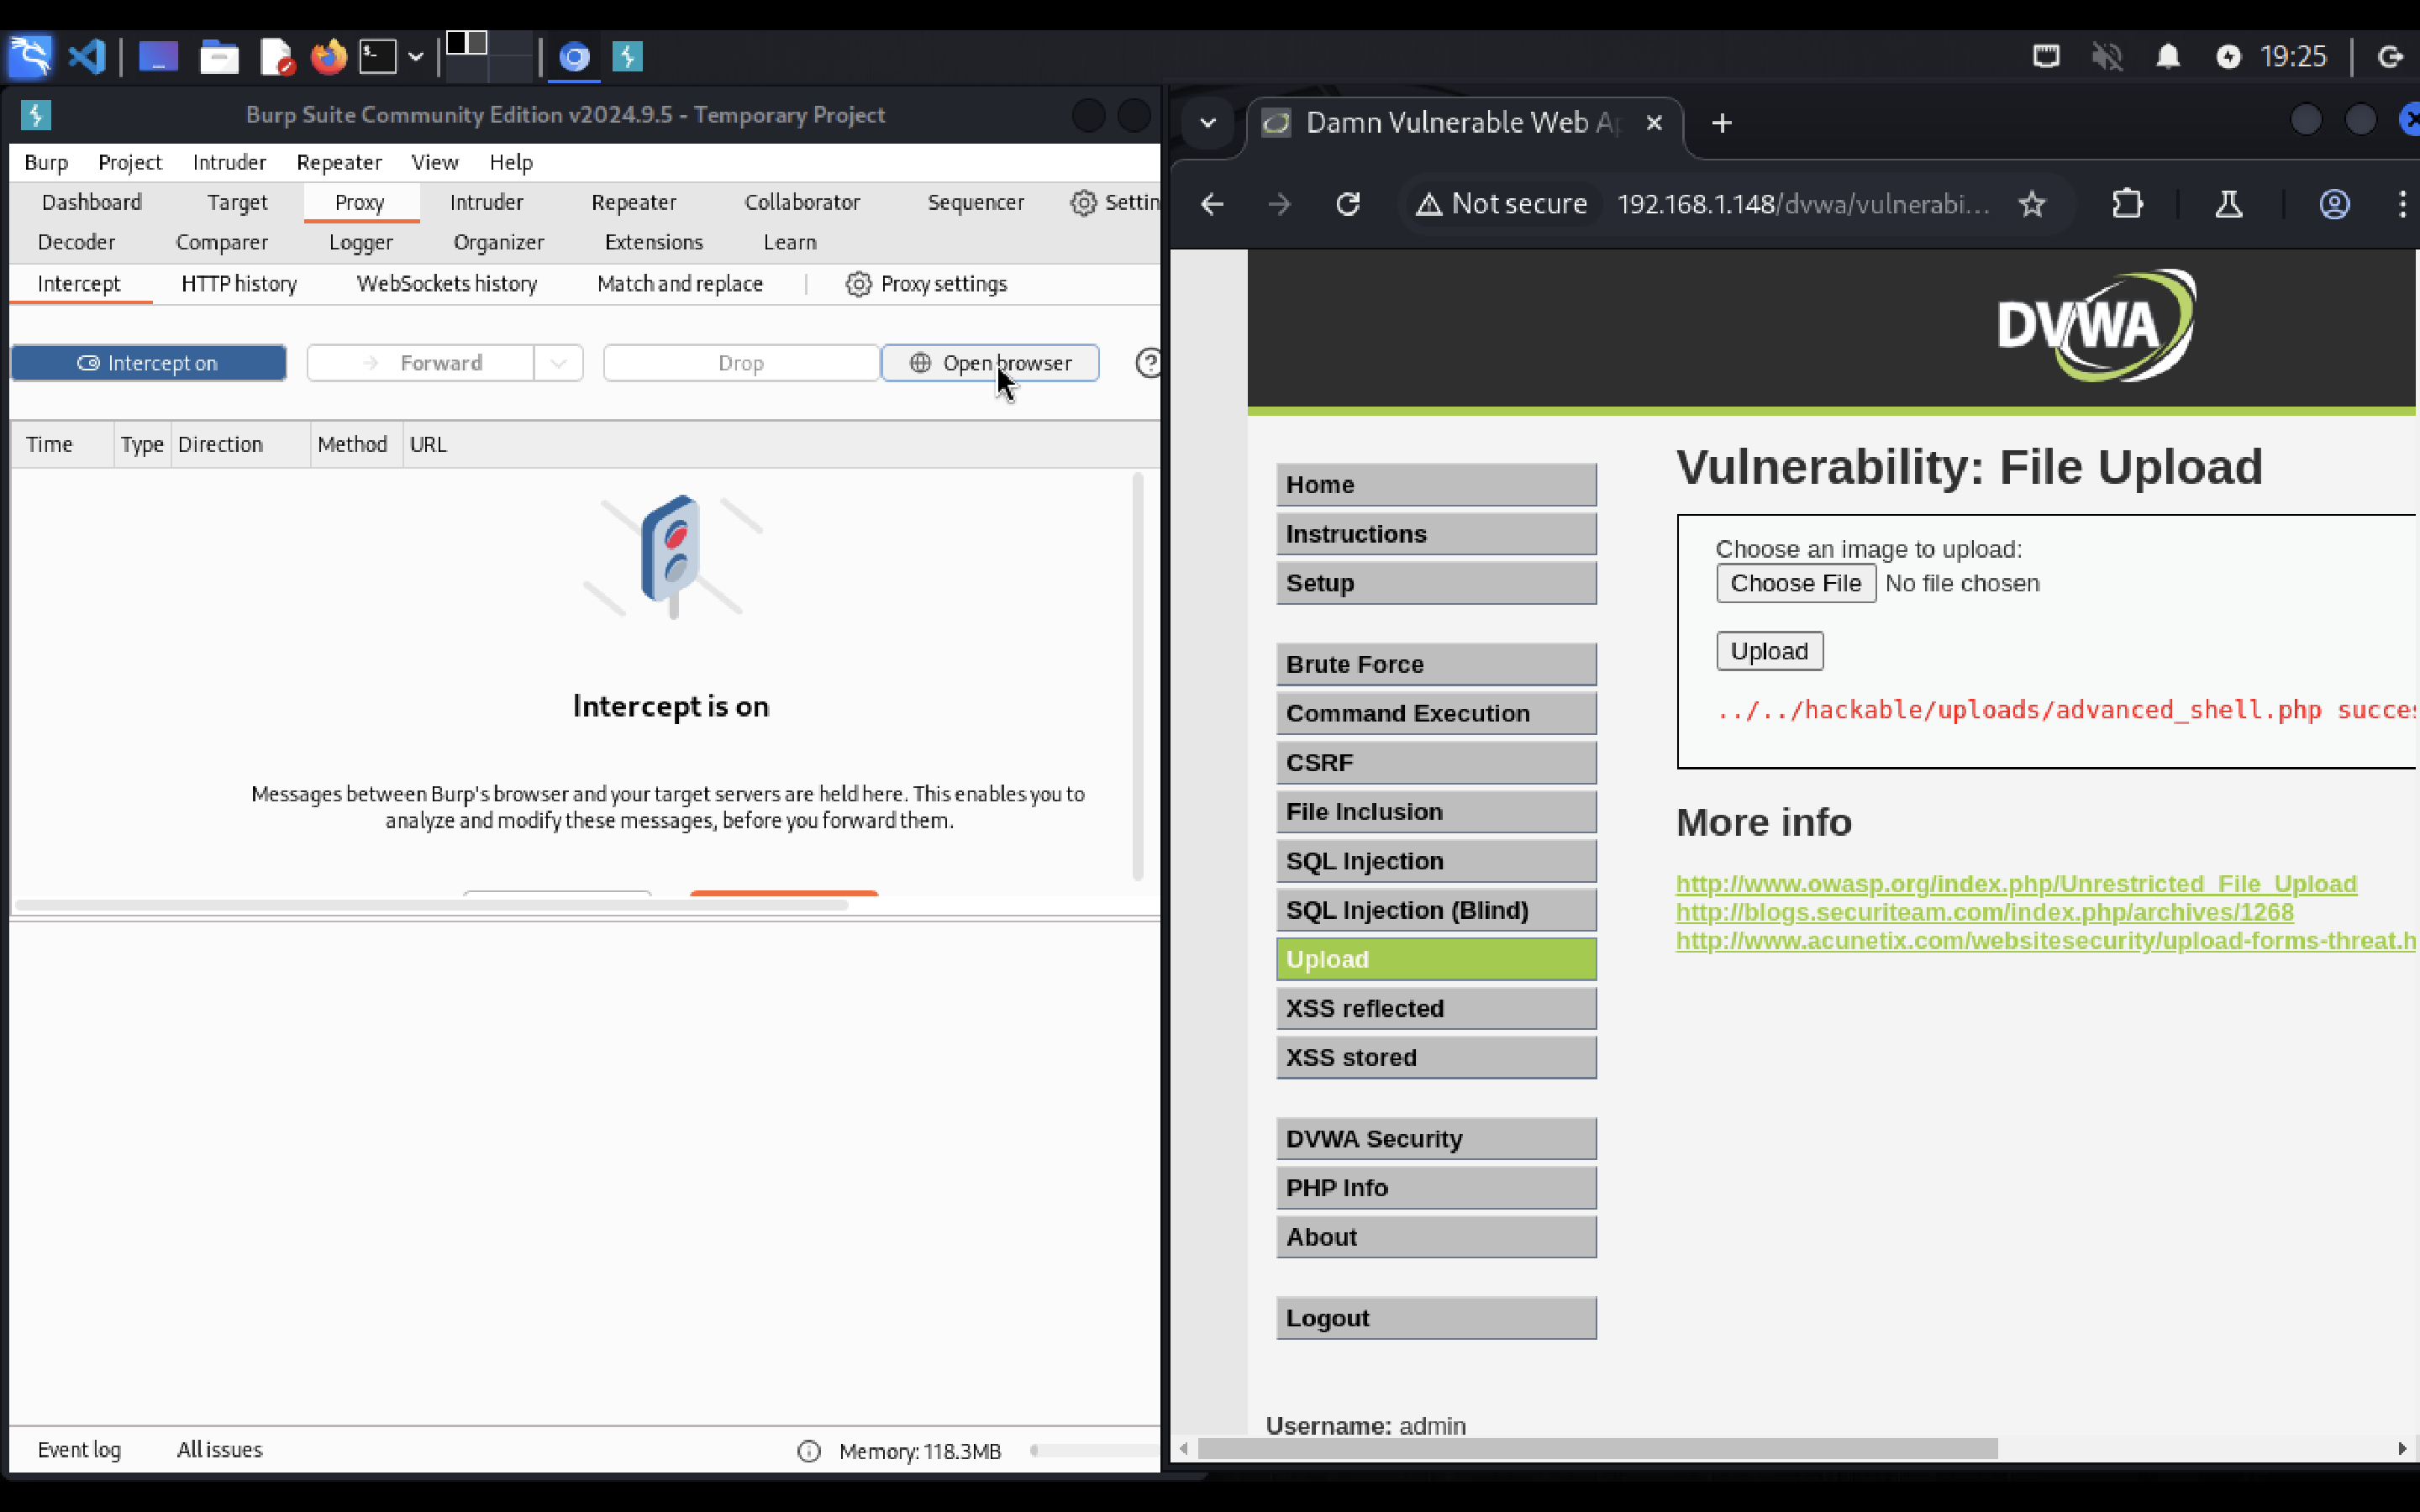 19:25
Burp Suite Community Edition v2024.9.5 - Temporary Project
Burp Project Intruder Repeater View Help
Dashboard Target Proxy Intruder Repeater Collaborator Sequencer Settin
Decoder Comparer Logger Organizer Extensions Learn
Intercept HTTP history WebSockets history Match and replace Proxy settings
Intercept on Forward Drop Open browser
Time Type Direction Method URL
Intercept is on
Messages between Burp's browser and your target servers are held here. This enables you to
analyze and modify these messages, before you forward them.
Event log All issues Memory: 118.3MB
Damn Vulnerable Web Ap
Not secure 192.168.1.148/dvwa/vulnerabi...
DVWA
Home
Instructions
Setup
Brute Force
Command Execution
CSRF
File Inclusion
SQL Injection
SQL Injection (Blind)
Upload
XSS reflected
XSS stored
DVWA Security
PHP Info
About
Logout
Username: admin
Vulnerability: File Upload
Choose an image to upload:
Choose File No file chosen
Upload
../../hackable/uploads/advanced_shell.php succes
More info
http://www.owasp.org/index.php/Unrestricted_File_Upload
http://blogs.securiteam.com/index.php/archives/1268
http://www.acunetix.com/websitesecurity/upload-forms-threat.h